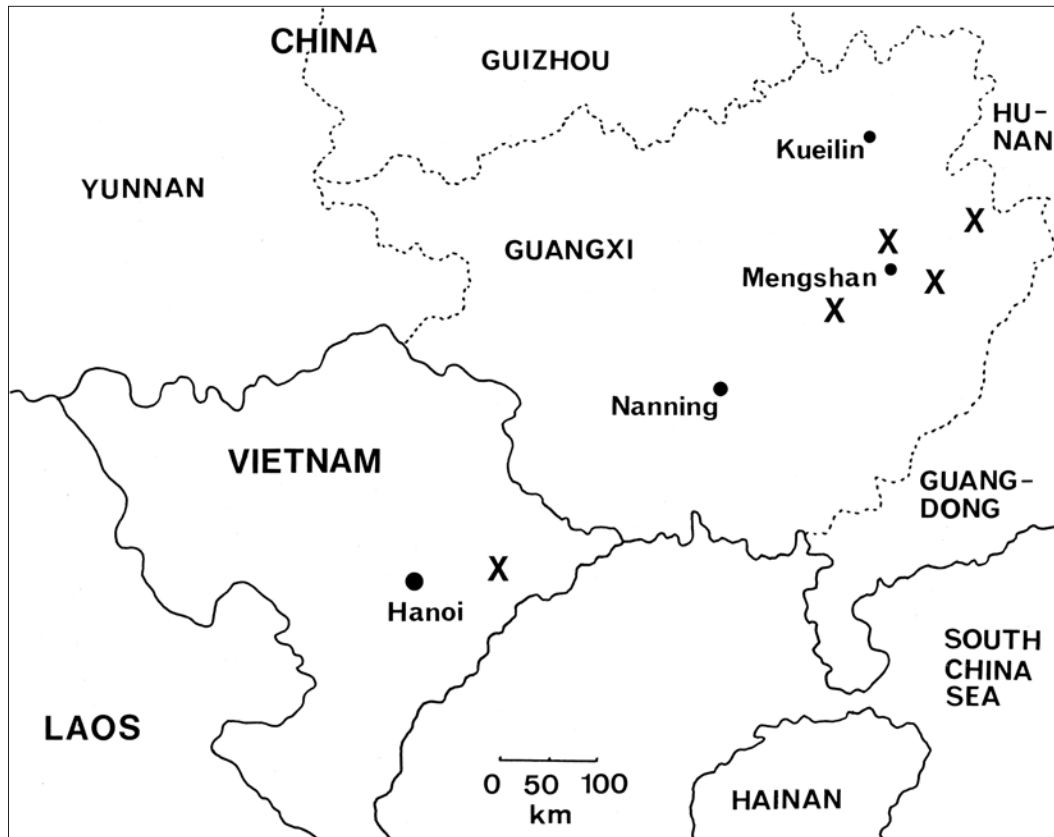 CHINA
GUIZHOU
HU-
NAN
Kueilin
YUNNAN
X
X
GUANGXI
Mengshan
X
X
Nanning
VIETNAM
GUANG-
DONG
X
Hanoi
SOUTH
CHINA
SEA
LAOS
0 50 100
km
HAINAN